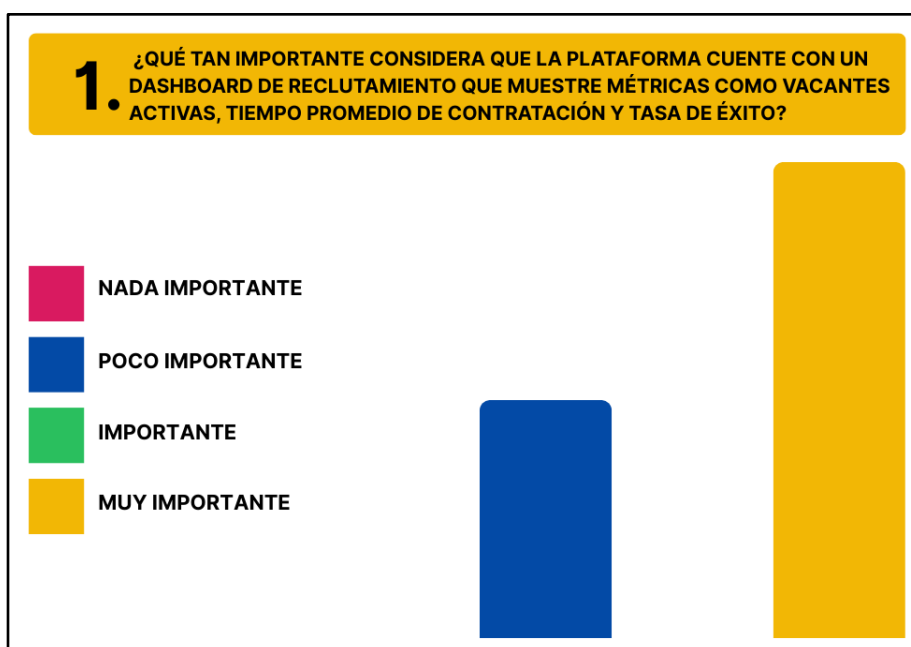 1.
¿QUÉ TAN IMPORTANTE CONSIDERA QUE LA PLATAFORMA CUENTE CON UN
DASHBOARD DE RECLUTAMIENTO QUE MUESTRE MÉTRICAS COMO VACANTES
ACTIVAS, TIEMPO PROMEDIO DE CONTRATACIÓN Y TASA DE ÉXITO?
NADA IMPORTANTE
POCO IMPORTANTE
IMPORTANTE
MUY IMPORTANTE